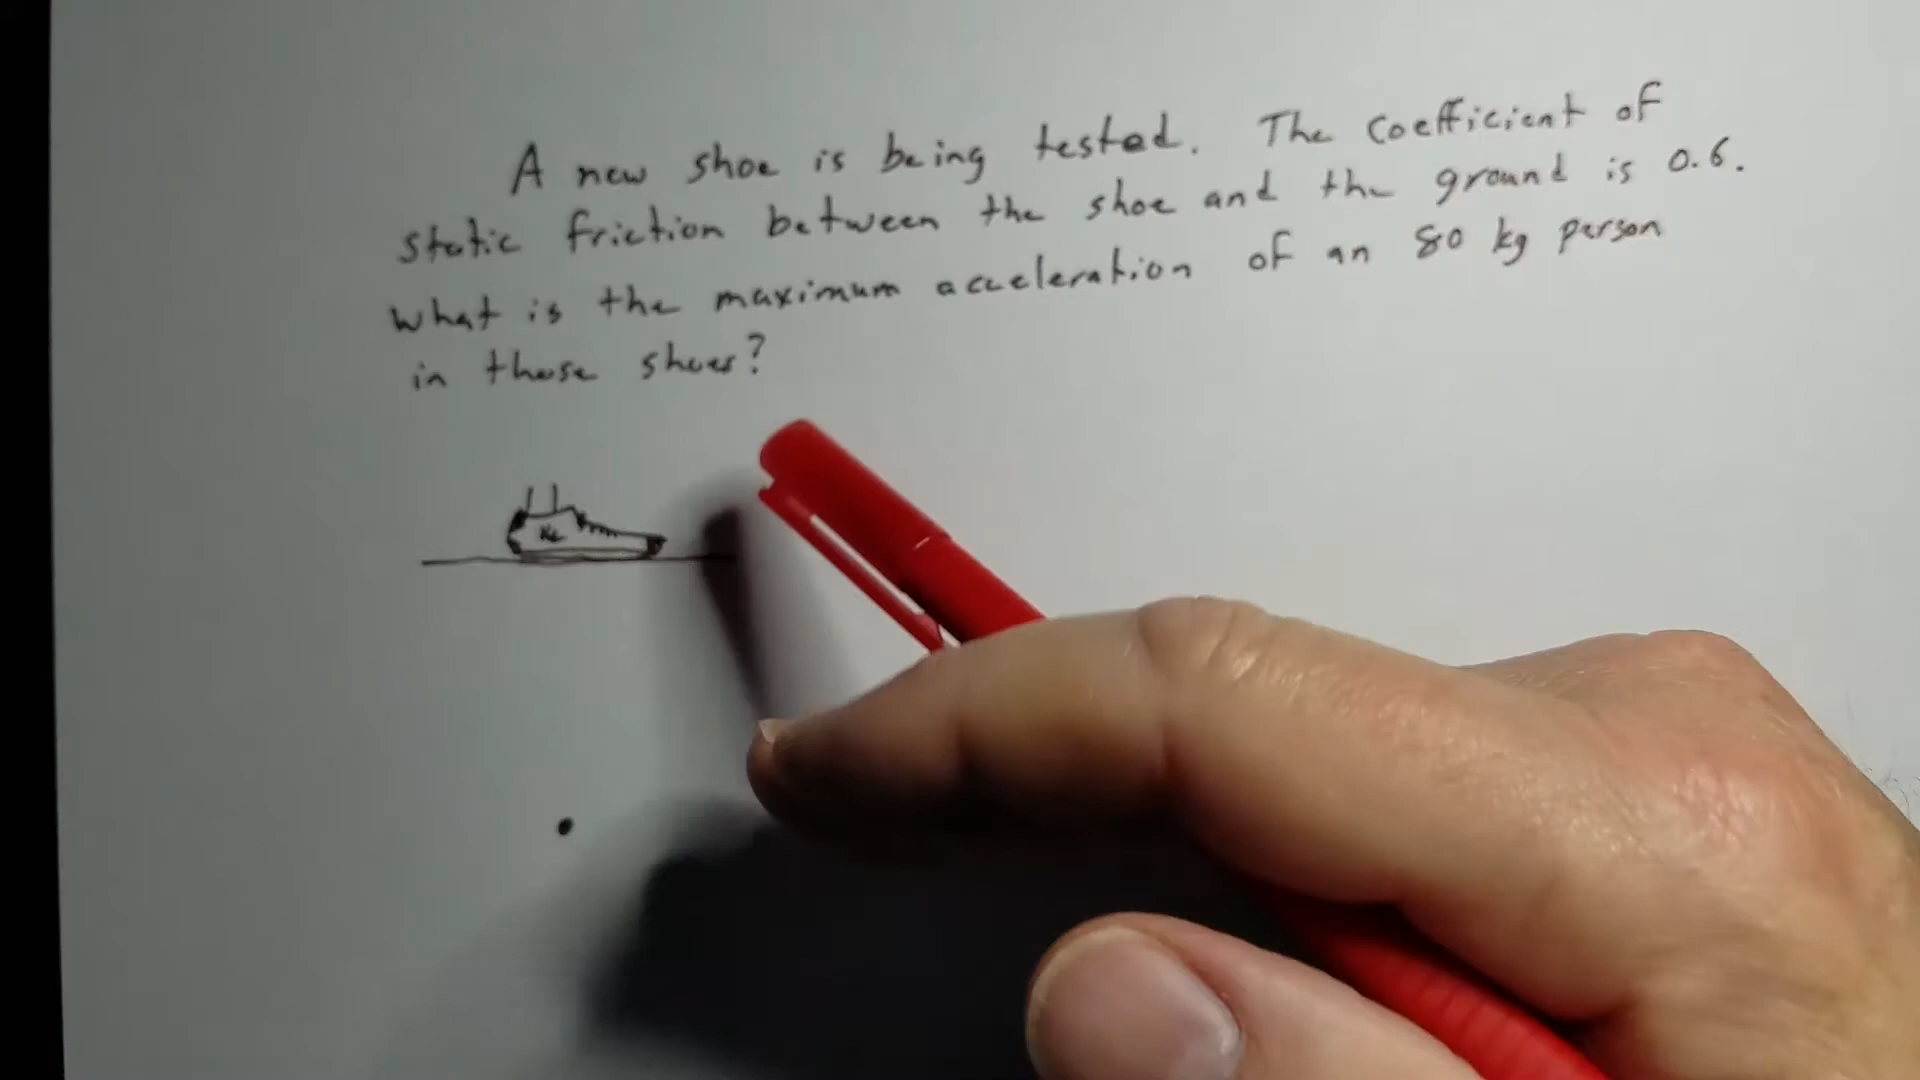 A new shoe is being tested. The coefficient of
static friction between the shoe and the ground is 0.6.
What is the maximum acceleration of an 80 kg person
in these shoes?